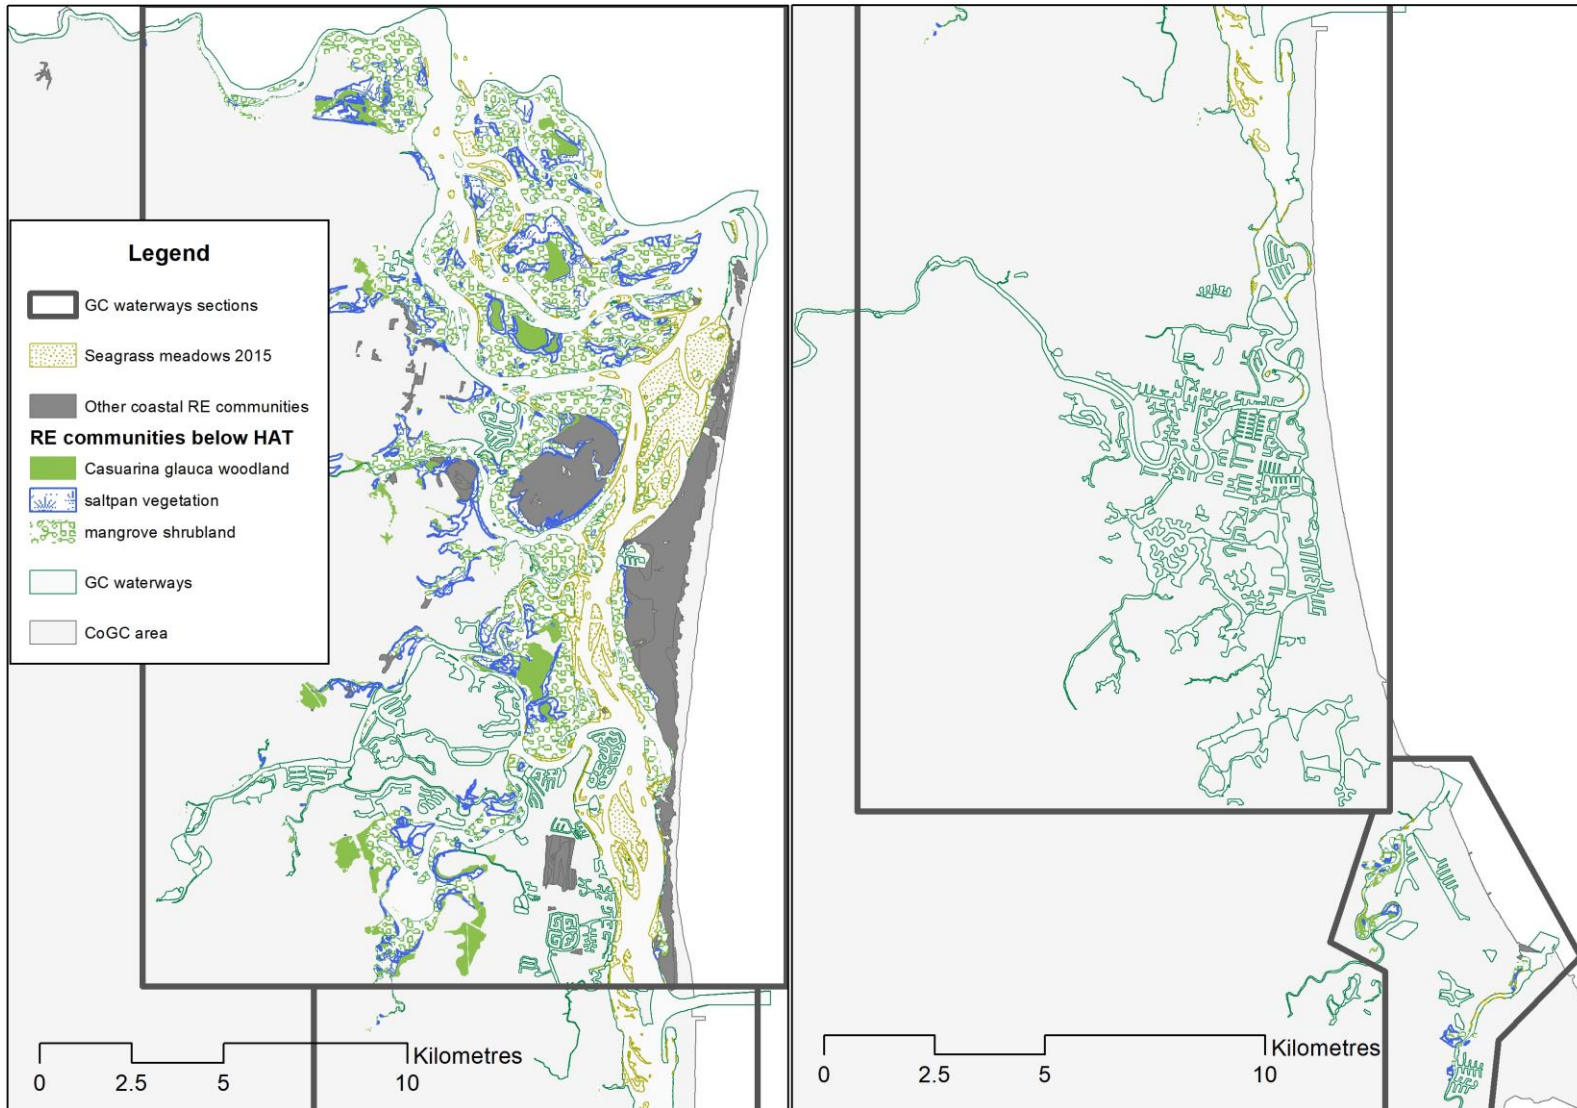 Legend
GC waterways sections
Seagrass meadows 2015
Other coastal RE communities
RE communities below HAT
Casuarina glauca woodland
saltpan vegetation
mangrove shrubland
GC waterways
CoGC area
Kilometres
0 2.5 5 10
Kilometres
0 2.5 5 10